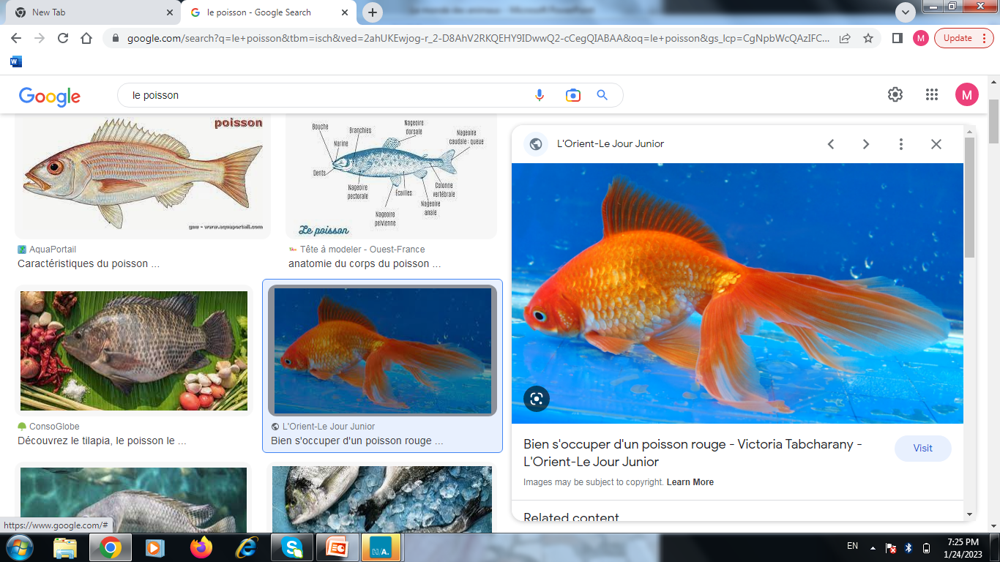 New Tab
le poisson - Google Search
Update
google.com/search?q=le+poisson&tbm=isch&ved=2ahUKEwjog-r_2-D8AhV2RKQEHY9IDwwQ2-cCegQIABAA&oq=le+poisson&gs_lcp=CgNpbWcQAzIFC...
M
Google
le poisson
M
poisson
gnu - www.aquaportail.com
Bouche
Narine
Branchies
Nageoire dorsale
Nageoire caudale : queue
Dents
Nageoire pectorale
Écailles
Nageoire pelvienne
Colonne vertébrale
Nageoire anale
Le poisson
AquaPortail
Caractéristiques du poisson ...
Tête à modeler - Ouest-France
anatomie du corps du poisson ...
ConsoGlobe
Découvrez le tilapia, le poisson le ...
L'Orient-Le Jour Junior
Bien s'occuper d'un poisson rouge ...
L'Orient-Le Jour Junior
Bien s'occuper d'un poisson rouge - Victoria Tabcharany -
L'Orient-Le Jour Junior
Visit
Images may be subject to copyright. Learn More
Related content
https://www.google.com/#
EN
7:25 PM
1/24/2023